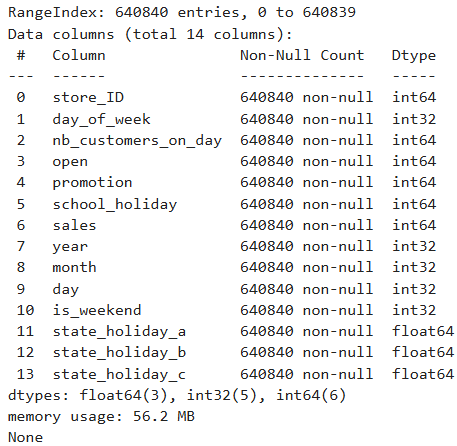 RangeIndex: 640840 entries, 0 to 640839
Data columns (total 14 columns):
 #   Column               Non-Null Count   Dtype
---  ------               --------------   -----
 0   store_ID             640840 non-null  int64
 1   day_of_week          640840 non-null  int32
 2   nb_customers_on_day  640840 non-null  int64
 3   open                 640840 non-null  int64
 4   promotion            640840 non-null  int64
 5   school_holiday       640840 non-null  int64
 6   sales                640840 non-null  int64
 7   year                 640840 non-null  int32
 8   month                640840 non-null  int32
 9   day                  640840 non-null  int32
 10  is_weekend           640840 non-null  int32
 11  state_holiday_a      640840 non-null  float64
 12  state_holiday_b      640840 non-null  float64
 13  state_holiday_c      640840 non-null  float64
dtypes: float64(3), int32(5), int64(6)
memory usage: 56.2 MB
None